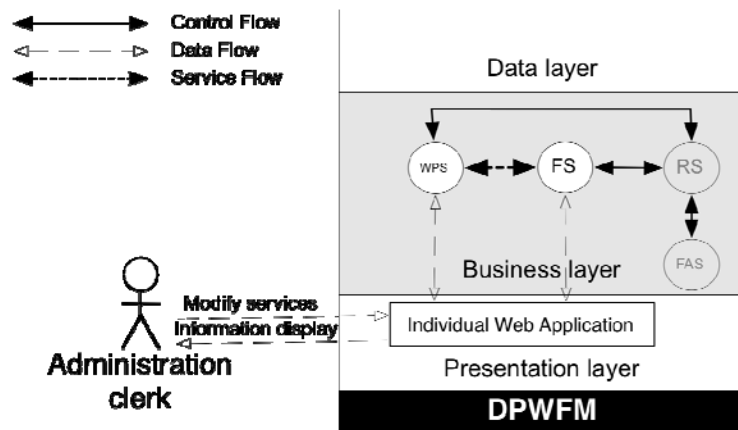 Control Flow
Data Flow
Service Flow
Data layer
WPS
FS
RS
FAS
Business layer
Modify services
Information display
Individual Web Application
Administration
clerk
Presentation layer
DPWFM